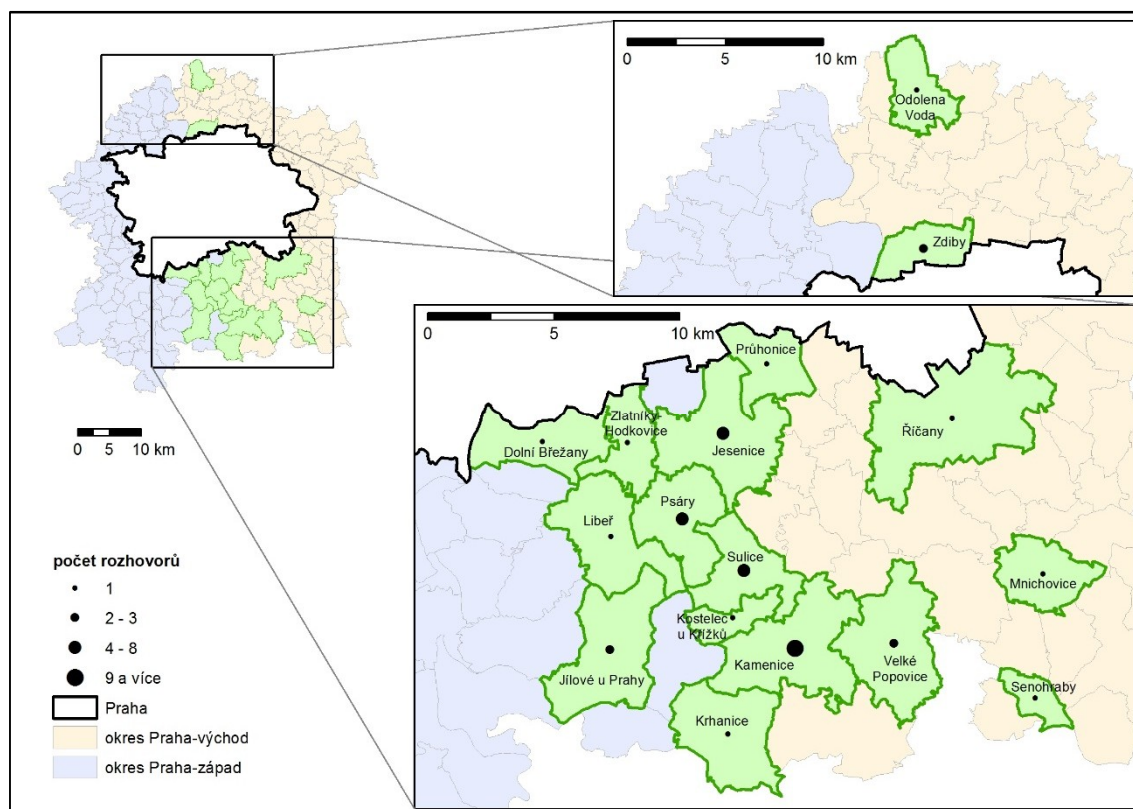 0 5 10 km
Odolena
Voda
Zdiby
0 5 10 km
Průhonice
Zlatníky-
Hodkovice
Říčany
Dolní Břežany
Jesenice
Psáry
Libeř
Sulice
Mnichovice
Kostelec
u Křížků
Kamenice
Velké
Popovice
Jílové u Prahy
Senohraby
Krhanice
0 5 10 km
počet rozhovorů
1
2 - 3
4 - 8
9 a více
Praha
okres Praha-východ
okres Praha-západ